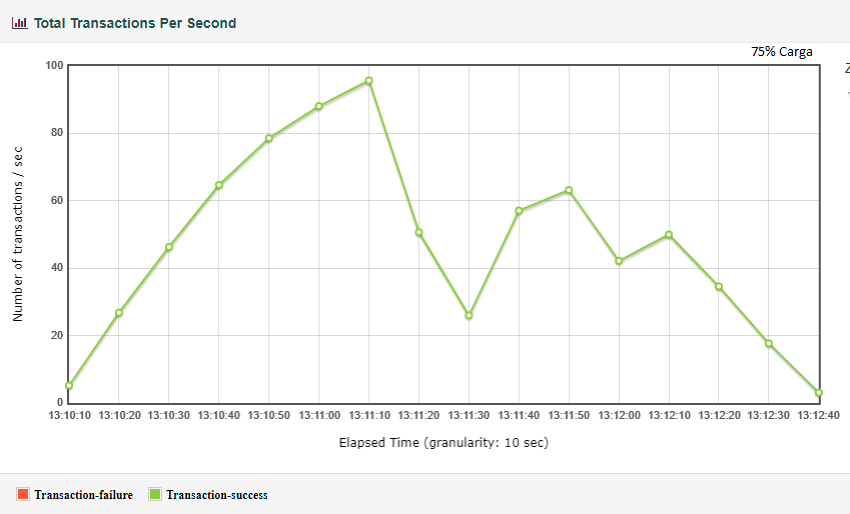 Total Transactions Per Second
75% Carga
Z
Number of transactions / sec
100
80
60
40
20
0
13:10:10 13:10:20 13:10:30 13:10:40 13:10:50 13:11:00 13:11:10 13:11:20 13:11:30 13:11:40 13:11:50 13:12:00 13:12:10 13:12:20 13:12:30 13:12:40
Elapsed Time (granularity: 10 sec)
Transaction-failure Transaction-success